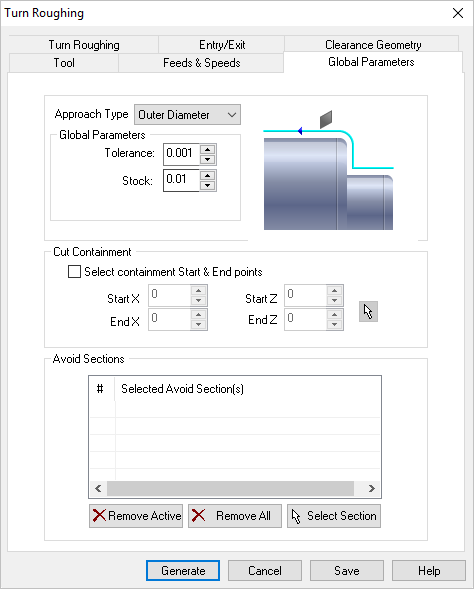 Turn Roughing
Turn Roughing Entry/Exit Clearance Geometry
Tool Feeds & Speeds Global Parameters
Approach Type Outer Diameter
Global Parameters
Tolerance: 0.001
Stock: 0.01
Cut Containment
Select containment Start & End points
Start X 0 Start Z 0
End X 0 End Z 0
Avoid Sections
# Selected Avoid Section(s)
Remove Active Remove All Select Section
Generate Cancel Save Help